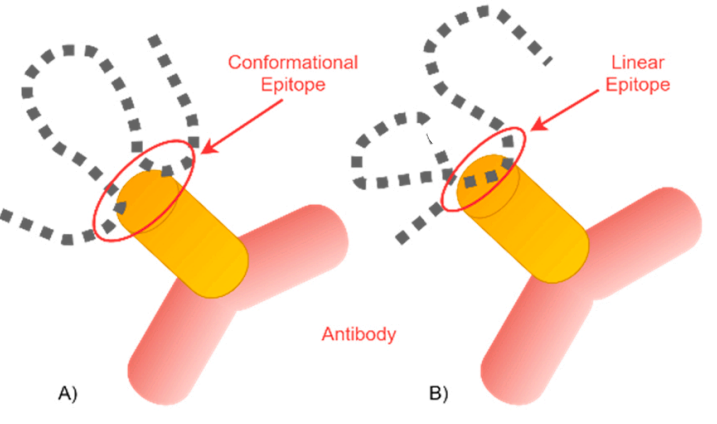 Conformational
Epitope
Linear
Epitope
Antibody
A)
B)